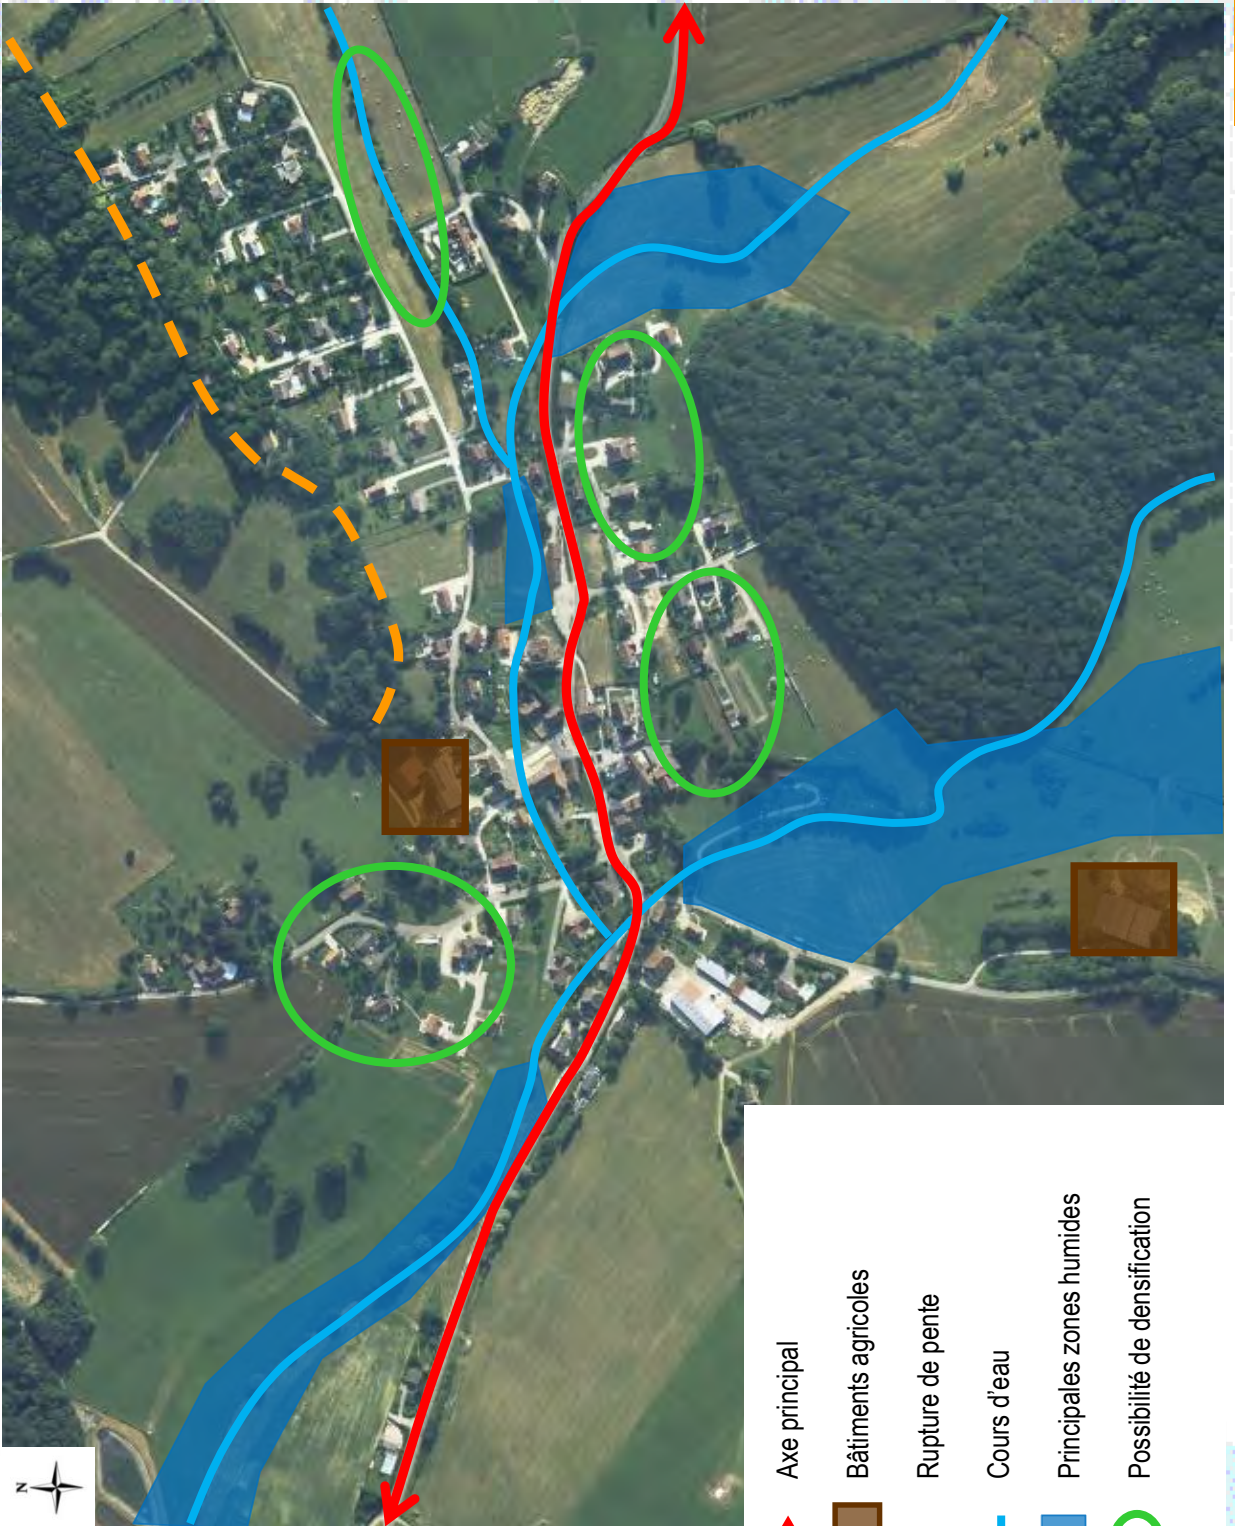 N
Axe principal
Bâtiments agricoles
Rupture de pente
Cours d'eau
Principales zones humides
Possibilité de densification